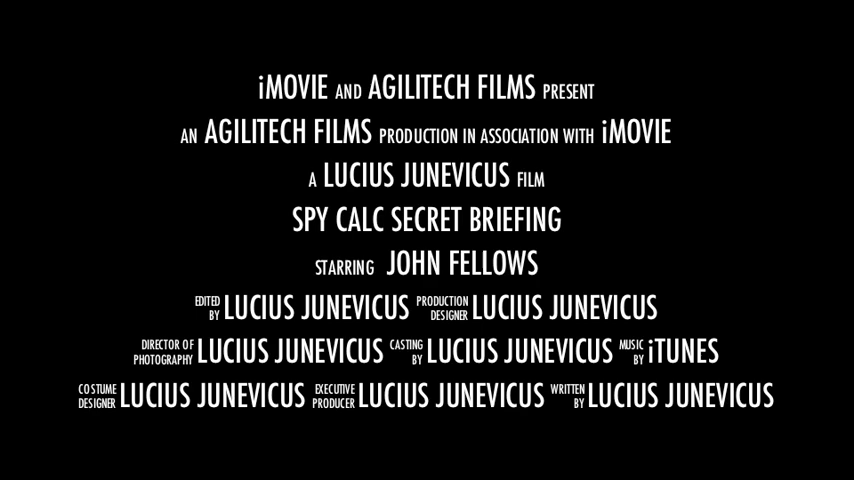 iMOVIE AND AGILITECH FILMS PRESENT
AN AGILITECH FILMS PRODUCTION IN ASSOCIATION WITH iMOVIE
A LUCIUS JUNEVICUS FILM
SPY CALC SECRET BRIEFING
STARRING JOHN FELLOWS
EDITED BY LUCIUS JUNEVICUS PRODUCTION DESIGNER LUCIUS JUNEVICUS
DIRECTOR OF PHOTOGRAPHY LUCIUS JUNEVICUS CASTING BY LUCIUS JUNEVICUS MUSIC BY iTUNES
COSTUME DESIGNER LUCIUS JUNEVICUS EXECUTIVE PRODUCER LUCIUS JUNEVICUS WRITTEN BY LUCIUS JUNEVICUS